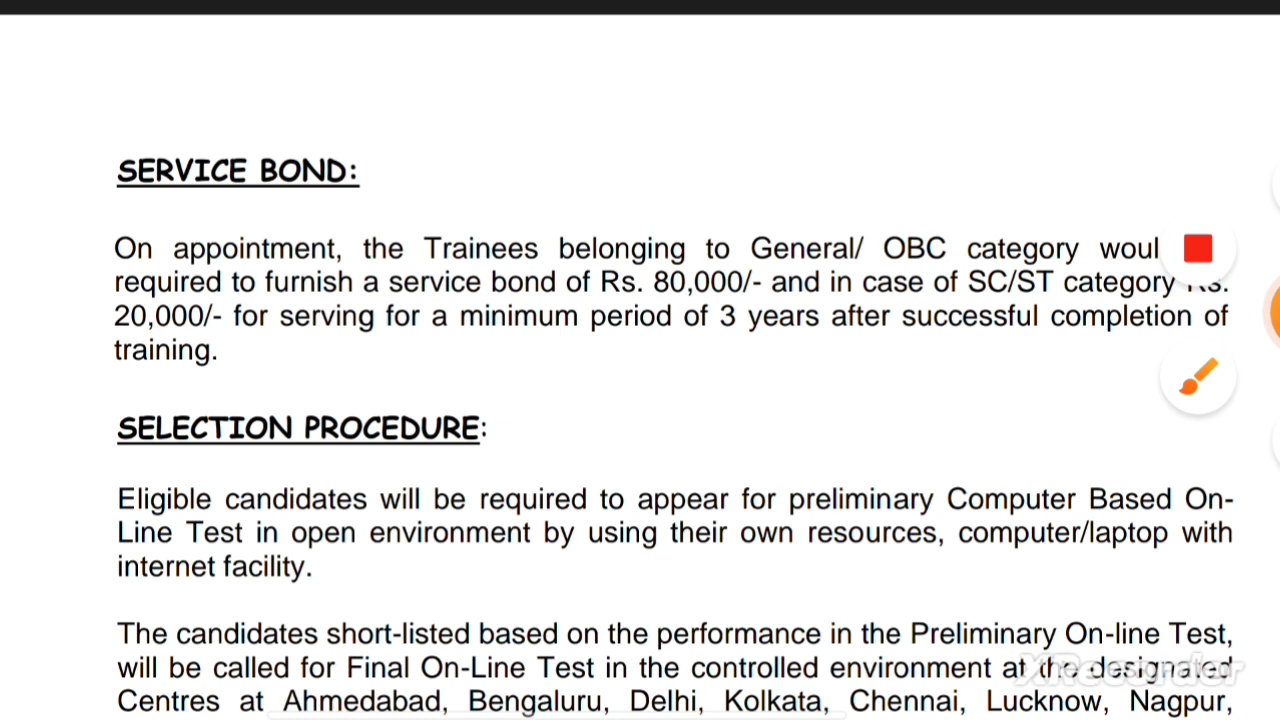 SERVICE BOND:
On appointment, the Trainees belonging to General/ OBC category woul
required to furnish a service bond of Rs. 80,000/- and in case of SC/ST category Rs.
20,000/- for serving for a minimum period of 3 years after successful completion of
training.
SELECTION PROCEDURE:
Eligible candidates will be required to appear for preliminary Computer Based On-
Line Test in open environment by using their own resources, computer/laptop with
internet facility.
The candidates short-listed based on the performance in the Preliminary On-line Test,
will be called for Final On-Line Test in the controlled environment at the designated
Centres at Ahmedabad, Bengaluru, Delhi, Kolkata, Chennai, Lucknow, Nagpur,
XRecorder